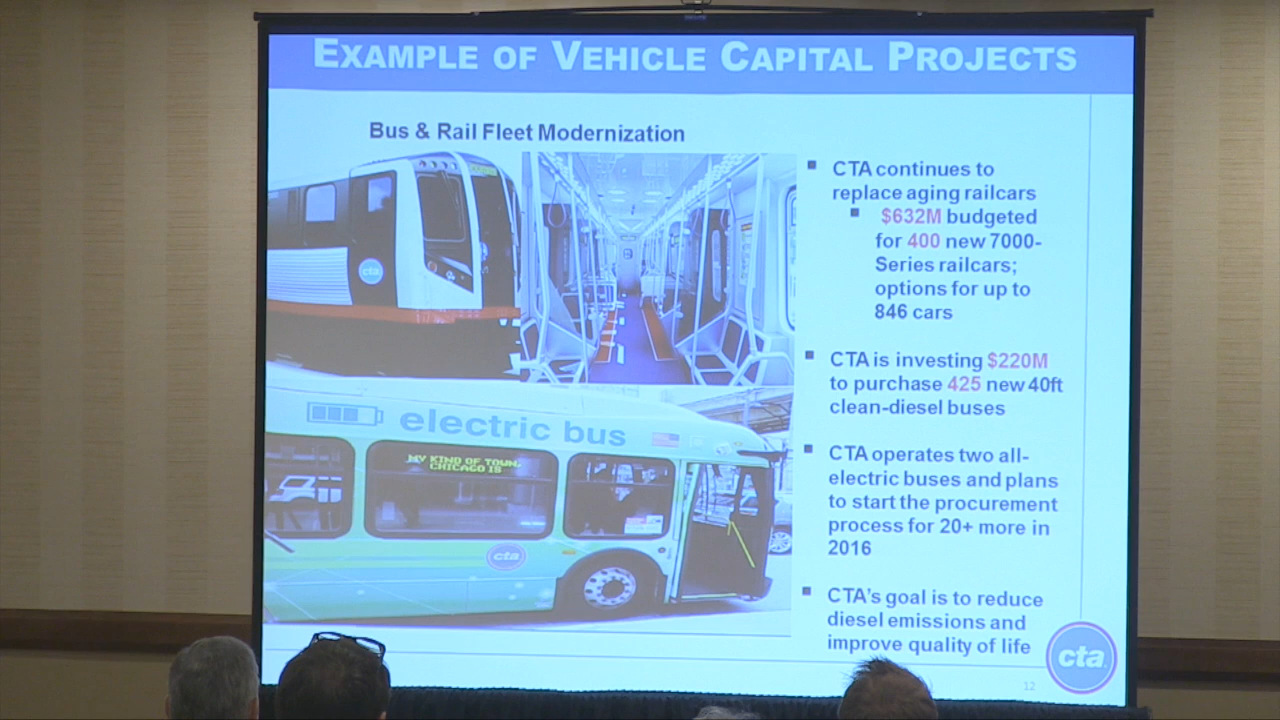 EXAMPLE OF VEHICLE CAPITAL PROJECTS
Bus & Rail Fleet Modernization
▪ CTA continues to
replace aging railcars
▪ $632M budgeted
for 400 new 7000-
Series railcars;
options for up to
846 cars
▪ CTA is investing $220M
to purchase 425 new 40ft
clean-diesel buses
▪ CTA operates two all-
electric buses and plans
to start the procurement
process for 20+ more in
2016
▪ CTA's goal is to reduce
diesel emissions and
improve quality of life
cta
electric bus
MY KIND OF TOWN,
CHICAGO IS
cta
cta
12